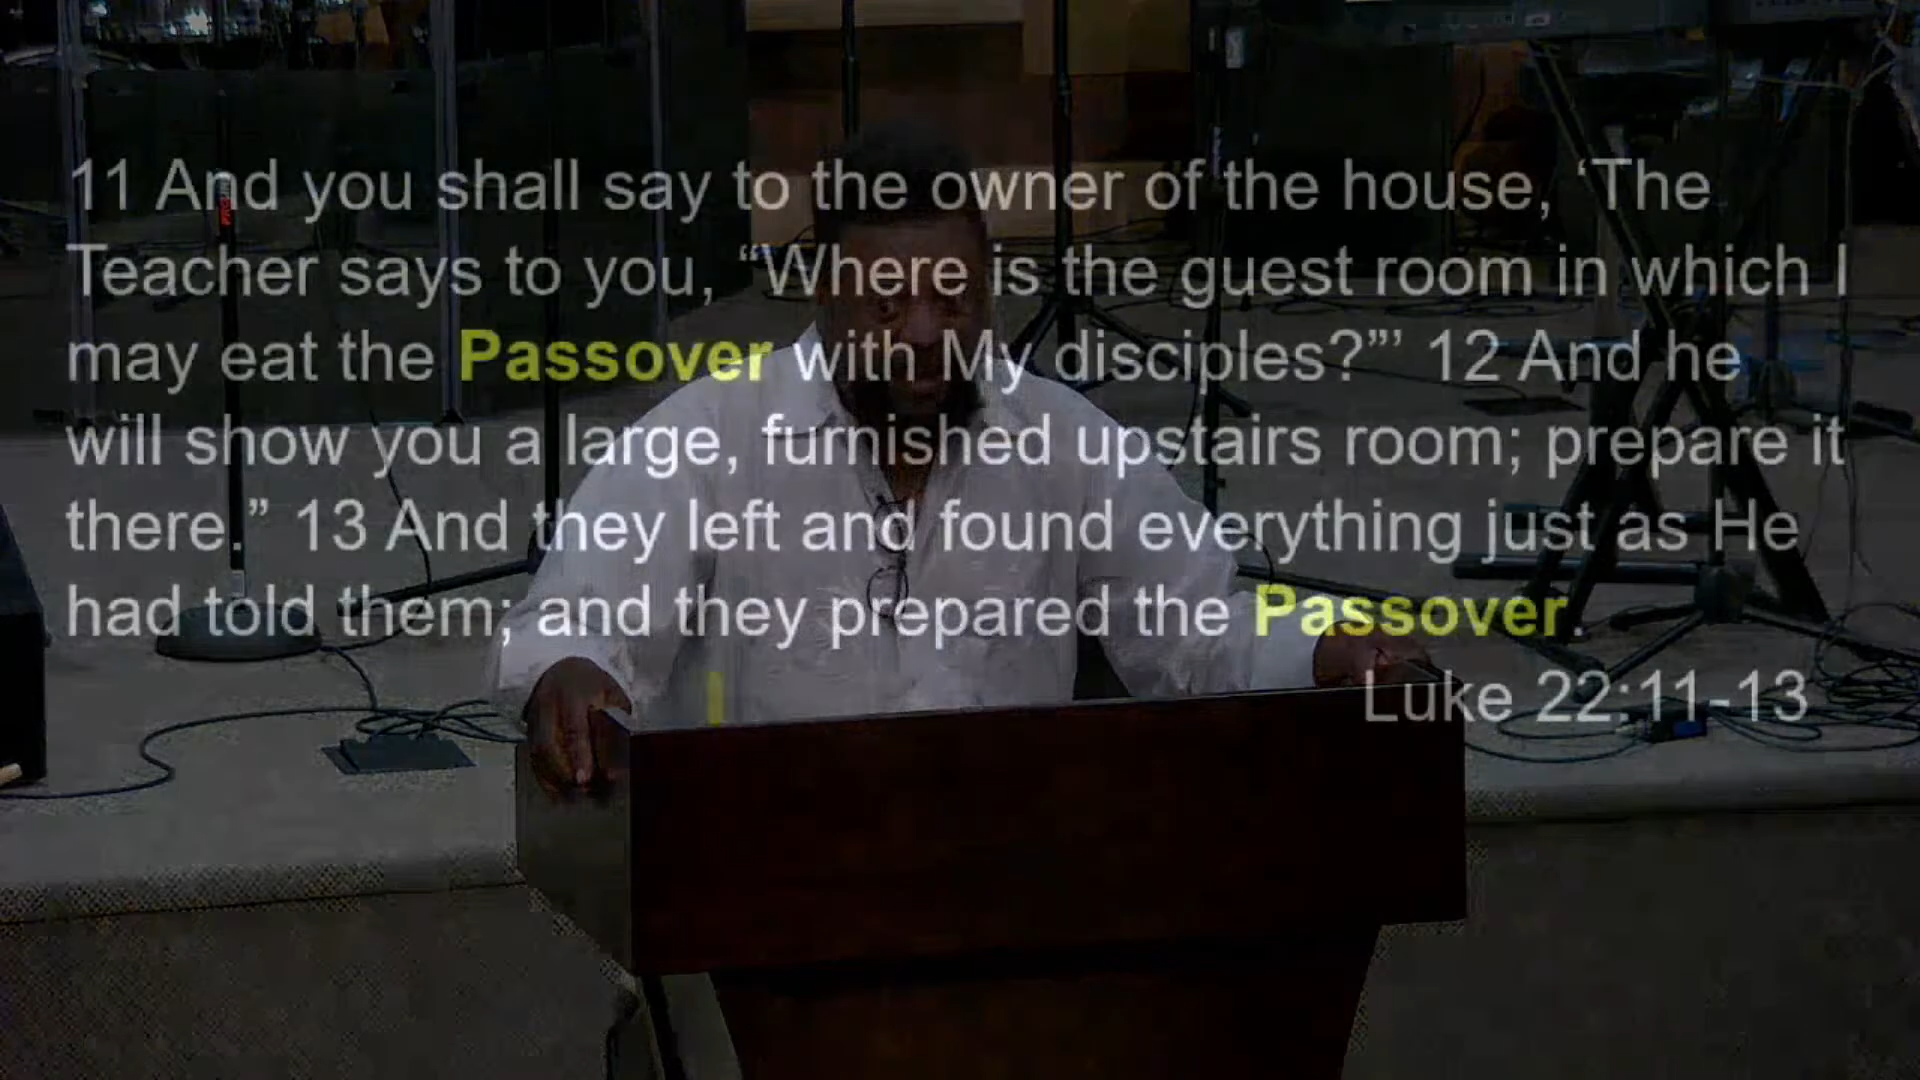 11 And you shall say to the owner of the house, ‘The
Teacher says to you, “Where is the guest room in which I
may eat the Passover with My disciples?”’ 12 And he
will show you a large, furnished upstairs room; prepare it
there.” 13 And they left and found everything just as He
had told them; and they prepared the Passover.
Luke 22:11-13